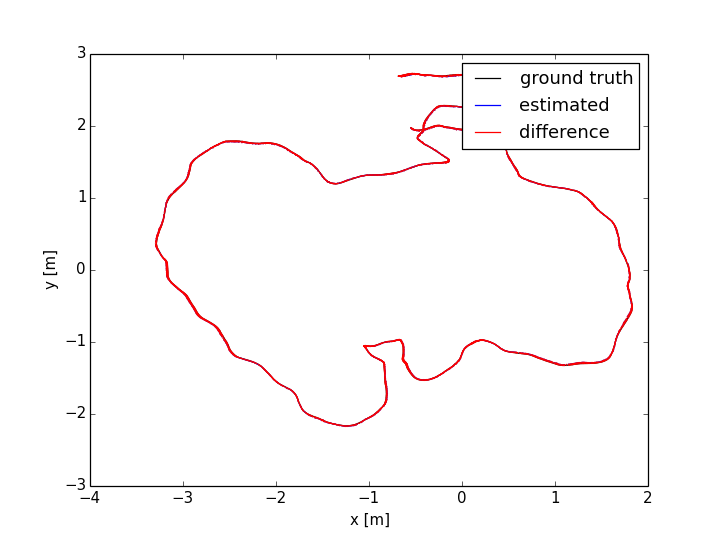 3
2
1
0
−1
−2
−3
y [m]
ground truth
estimated
difference
−4
−3
−2
−1
0
1
2
x [m]